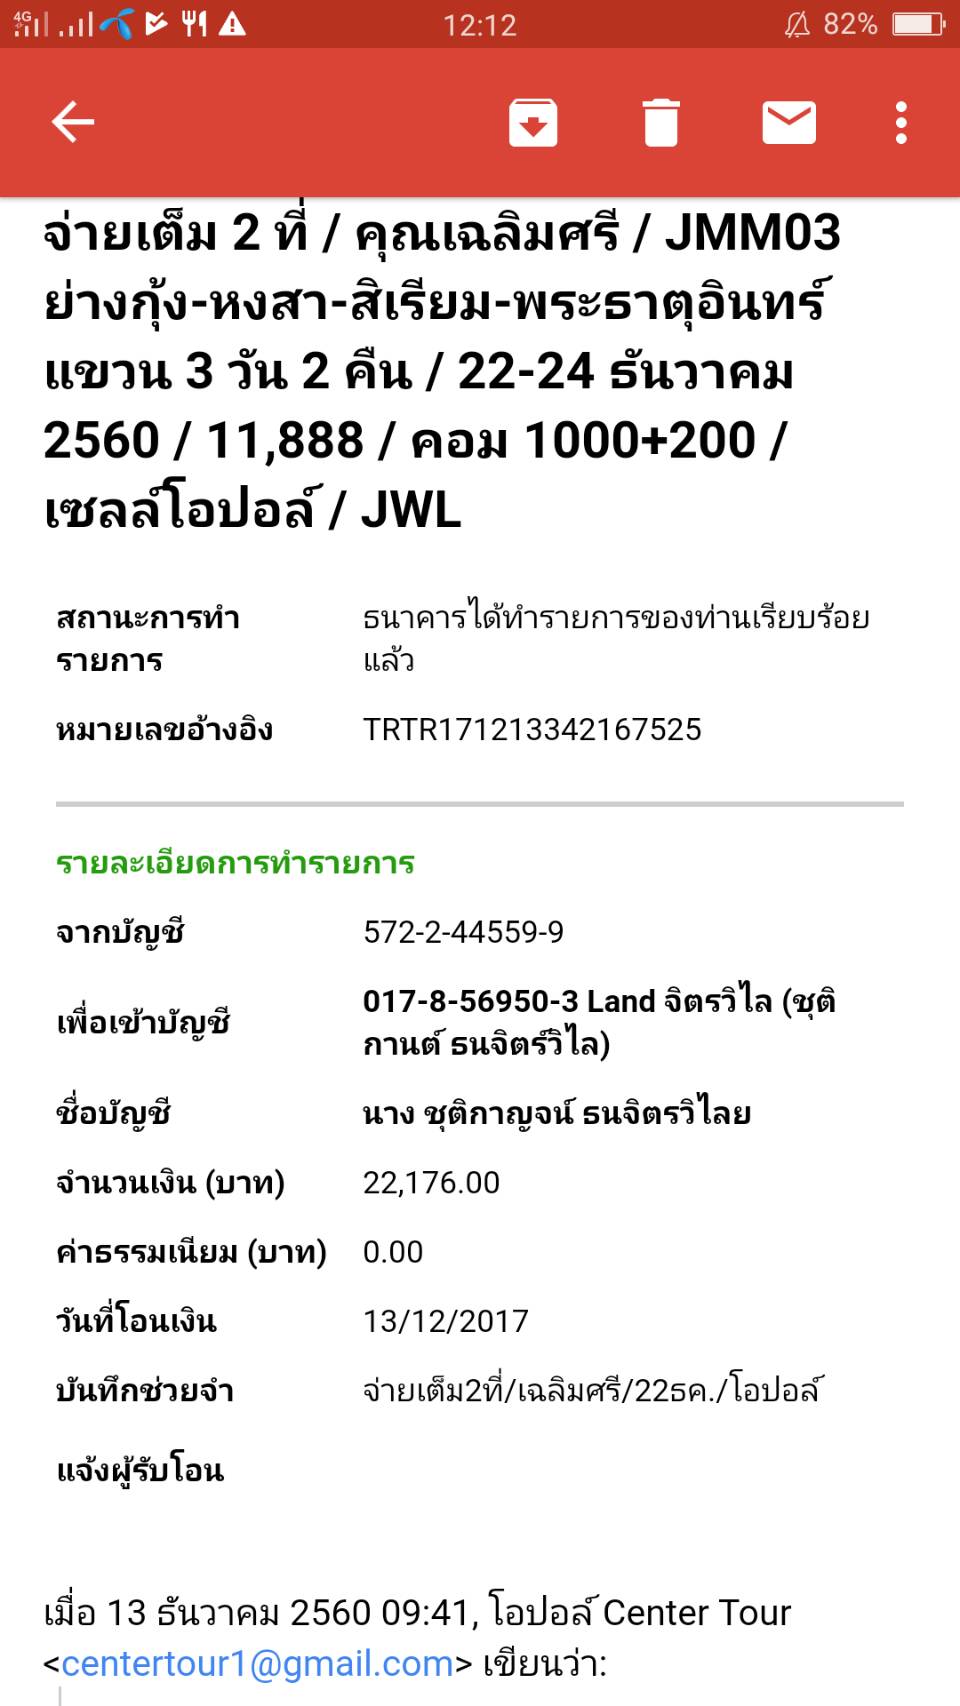 4G 12:12 82%
จ่ายเต็ม 2 ที่ / คุณเฉลิมศรี / JMM03
ย่างกุ้ง-หงสา-สิเรียม-พระธาตุอินทร์
แขวน 3 วัน 2 คืน / 22-24 ธันวาคม
2560 / 11,888 / คอม 1000+200 /
เซลล์โอปอล์ / JWL
สถานะการทำ ธนาคารได้ทำรายการของท่านเรียบร้อย
รายการ แล้ว
หมายเลขอ้างอิง TRTR171213342167525
รายละเอียดการทำรายการ
จากบัญชี 572-2-44559-9
เพื่อเข้าบัญชี 017-8-56950-3 Land จิตรวิไล (ชุติ
กานต์ ธนจิตร์วิไล)
ชื่อบัญชี นาง ชุติกาญจน์ ธนจิตรวิไลย
จำนวนเงิน (บาท) 22,176.00
ค่าธรรมเนียม (บาท) 0.00
วันที่โอนเงิน 13/12/2017
บันทึกช่วยจำ จ่ายเต็ม2ที่/เฉลิมศรี/22ธค./โอปอล์
แจ้งผู้รับโอน
เมื่อ 13 ธันวาคม 2560 09:41, โอปอล์ Center Tour
<centertour1@gmail.com> เขียนว่า: